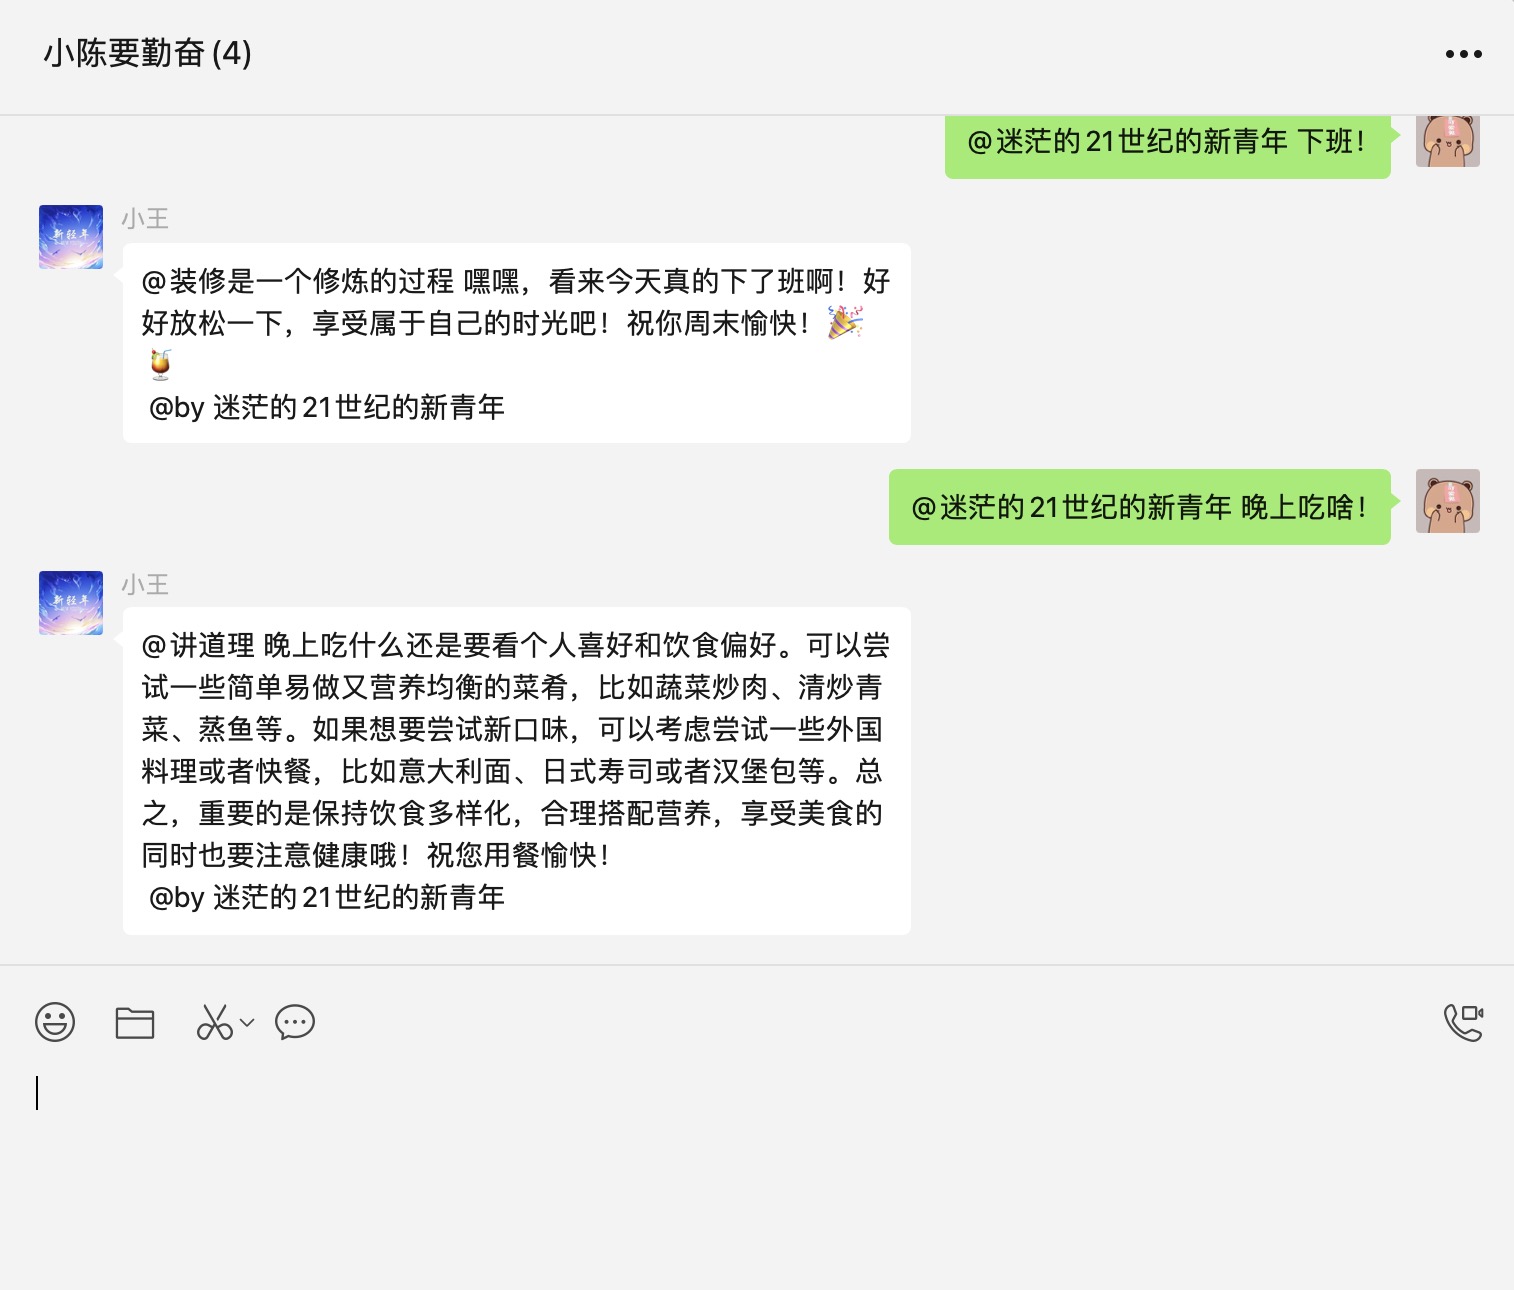 小陈要勤奋(4)
@迷茫的21世纪的新青年 下班！
小王
新轻年
@装修是一个修炼的过程 嘿嘿，看来今天真的下了班啊！好
好放松一下，享受属于自己的时光吧！祝你周末愉快！🎉
🍹
@by 迷茫的21世纪的新青年
@迷茫的21世纪的新青年 晚上吃啥！
小王
新轻年
@讲道理 晚上吃什么还是要看个人喜好和饮食偏好。可以尝
试一些简单易做又营养均衡的菜肴，比如蔬菜炒肉、清炒青
菜、蒸鱼等。如果想要尝试新口味，可以考虑尝试一些外国
料理或者快餐，比如意大利面、日式寿司或者汉堡包等。总
之，重要的是保持饮食多样化，合理搭配营养，享受美食的
同时也要注意健康哦！祝您用餐愉快！
@by 迷茫的21世纪的新青年